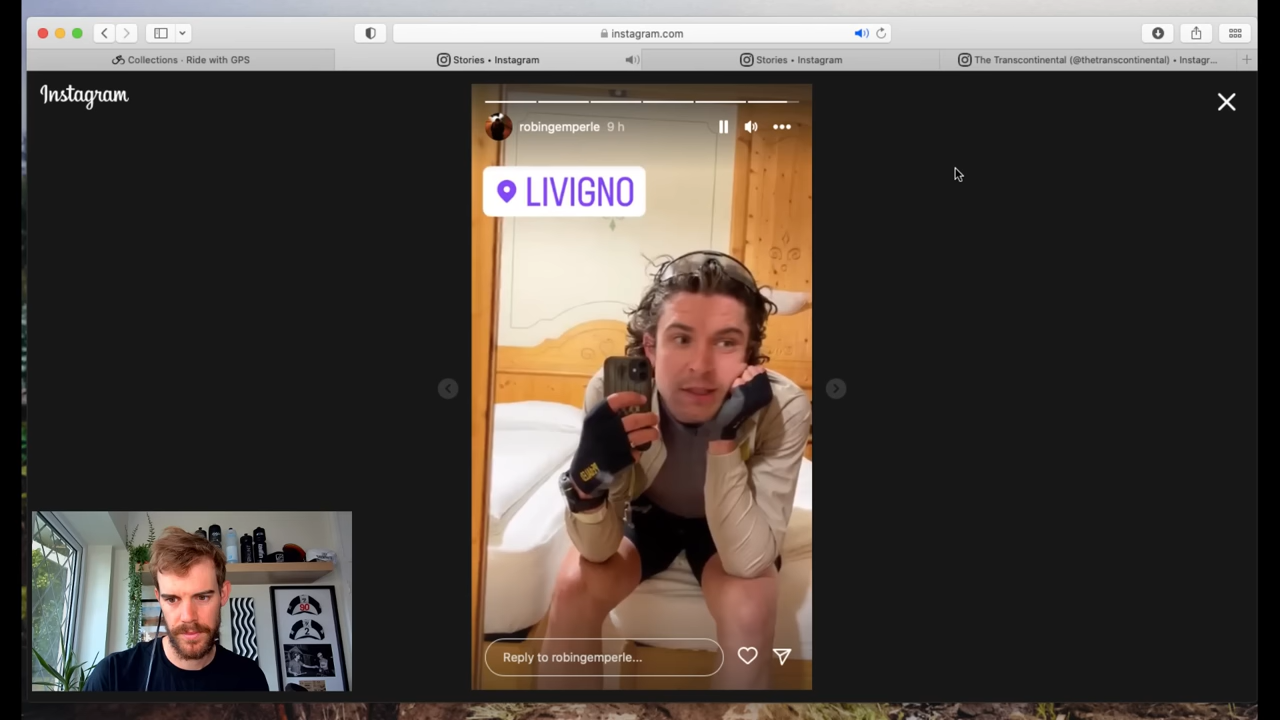 instagram.com
Collections · Ride with GPS
Stories • Instagram
Stories • Instagram
The Transcontinental (@thetranscontinental) • Instagr...
Instagram
robingemperle 9 h
LIVIGNO
Reply to robingemperle...